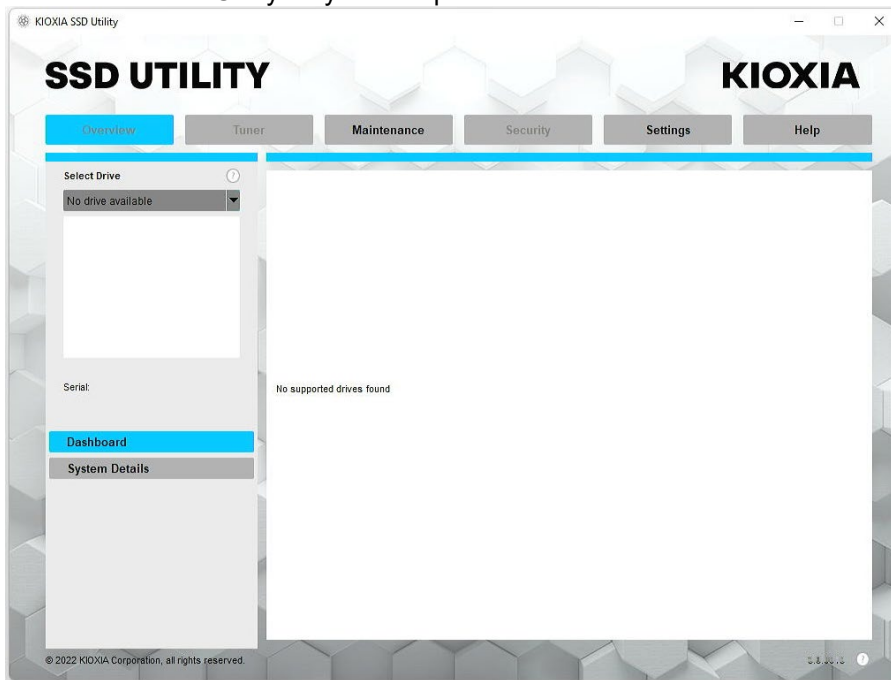 KIOXIA SSD Utility
SSD UTILITY
KIOXIA
Overview
Tuner
Maintenance
Security
Settings
Help
Select Drive
?
No drive available
Serial:
No supported drives found
Dashboard
System Details
© 2022 KIOXIA Corporation, all rights reserved.
?